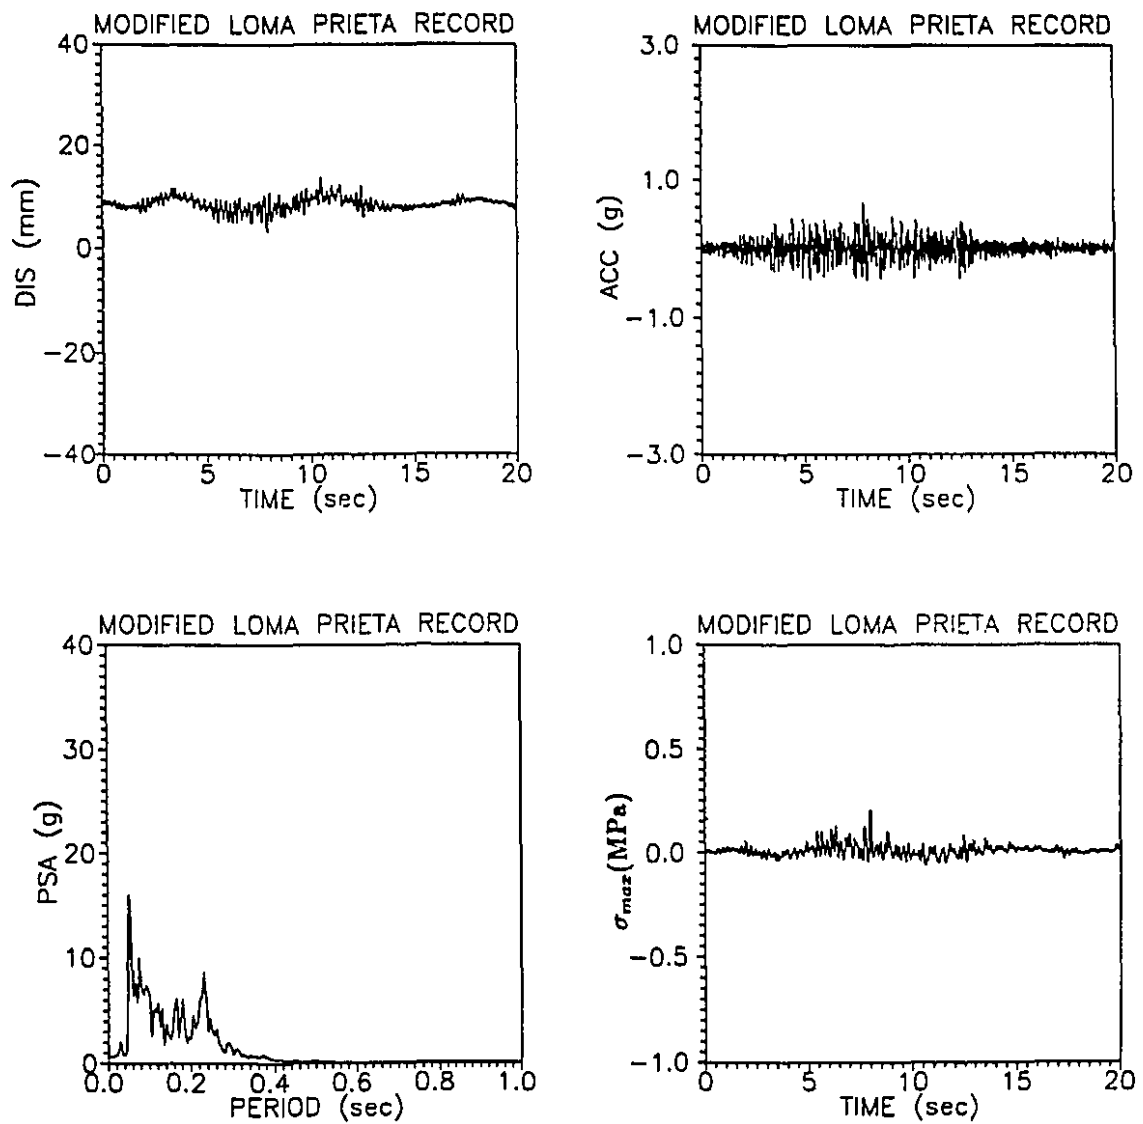 MODIFIED LOMA PRIETA RECORD
40
20
0
−20
−40
DIS (mm)
0 5 10 15 20
TIME (sec)
MODIFIED LOMA PRIETA RECORD
3.0
1.0
−1.0
−3.0
ACC (g)
0 5 10 15 20
TIME (sec)
MODIFIED LOMA PRIETA RECORD
40
30
20
10
0
PSA (g)
0.0 0.2 0.4 0.6 0.8 1.0
PERIOD (sec)
MODIFIED LOMA PRIETA RECORD
1.0
0.5
0.0
−0.5
−1.0
σmax(MPa)
0 5 10 15 20
TIME (sec)